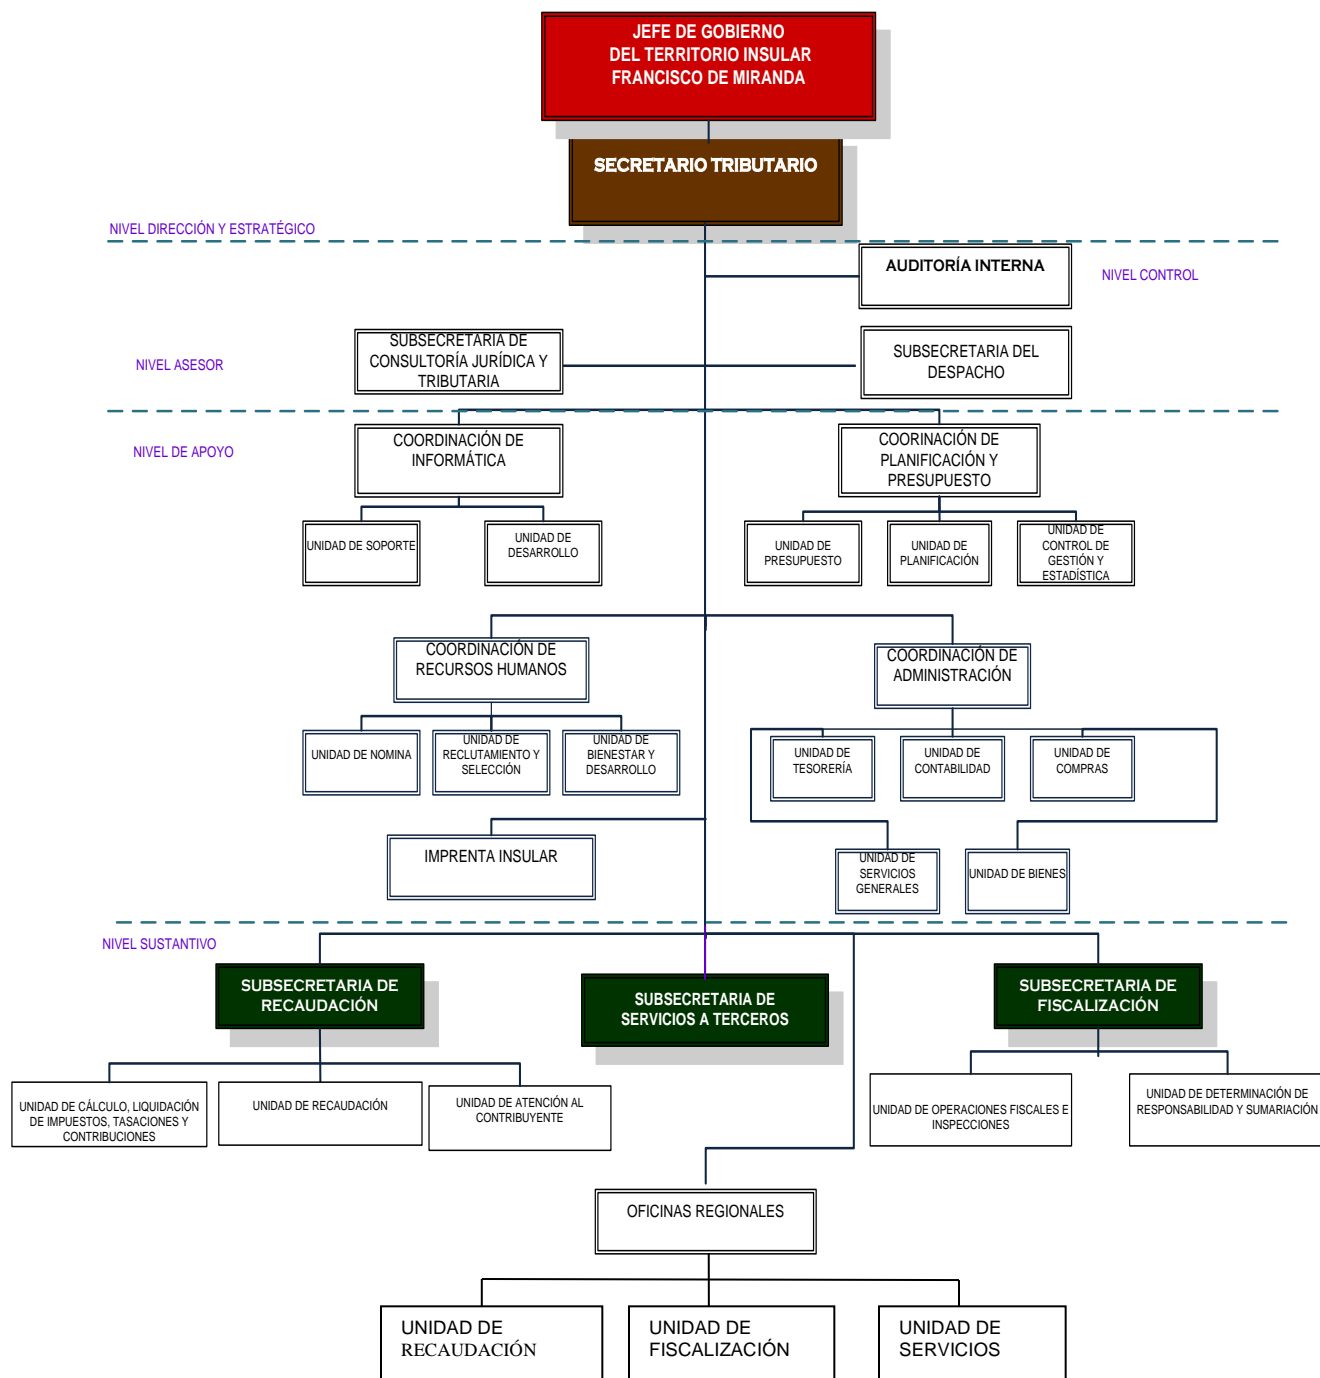 JEFE DE GOBIERNO
DEL TERRITORIO INSULAR
FRANCISCO DE MIRANDA
SECRETARIO TRIBUTARIO
NIVEL DIRECCIÓN Y ESTRATÉGICO
AUDITORÍA INTERNA
NIVEL CONTROL
SUBSECRETARIA DE
CONSULTORÍA JURÍDICA Y
TRIBUTARIA
SUBSECRETARIA DEL
DESPACHO
NIVEL ASESOR
NIVEL DE APOYO
COORDINACIÓN DE
INFORMÁTICA
COORINACIÓN DE
PLANIFICACIÓN Y
PRESUPUESTO
UNIDAD DE SOPORTE
UNIDAD DE
DESARROLLO
UNIDAD DE
PRESUPUESTO
UNIDAD DE
PLANIFICACIÓN
UNIDAD DE
CONTROL DE
GESTIÓN Y
ESTADÍSTICA
COORDINACIÓN DE
RECURSOS HUMANOS
COORDINACIÓN DE
ADMINISTRACIÓN
UNIDAD DE NOMINA
UNIDAD DE
RECLUTAMIENTO Y
SELECCIÓN
UNIDAD DE
BIENESTAR Y
DESARROLLO
UNIDAD DE
TESORERÍA
UNIDAD DE
CONTABILIDAD
UNIDAD DE
COMPRAS
IMPRENTA INSULAR
UNIDAD DE
SERVICIOS
GENERALES
UNIDAD DE BIENES
NIVEL SUSTANTIVO
SUBSECRETARIA DE
RECAUDACIÓN
SUBSECRETARIA DE
SERVICIOS A TERCEROS
SUBSECRETARIA DE
FISCALIZACIÓN
UNIDAD DE CÁLCULO, LIQUIDACIÓN
DE IMPUESTOS, TASACIONES Y
CONTRIBUCIONES
UNIDAD DE RECAUDACIÓN
UNIDAD DE ATENCIÓN AL
CONTRIBUYENTE
UNIDAD DE OPERACIONES FISCALES E
INSPECCIONES
UNIDAD DE DETERMINACIÓN DE
RESPONSABILIDAD Y SUMARIACIÓN
OFICINAS REGIONALES
UNIDAD DE
RECAUDACIÓN
UNIDAD DE
FISCALIZACIÓN
UNIDAD DE
SERVICIOS